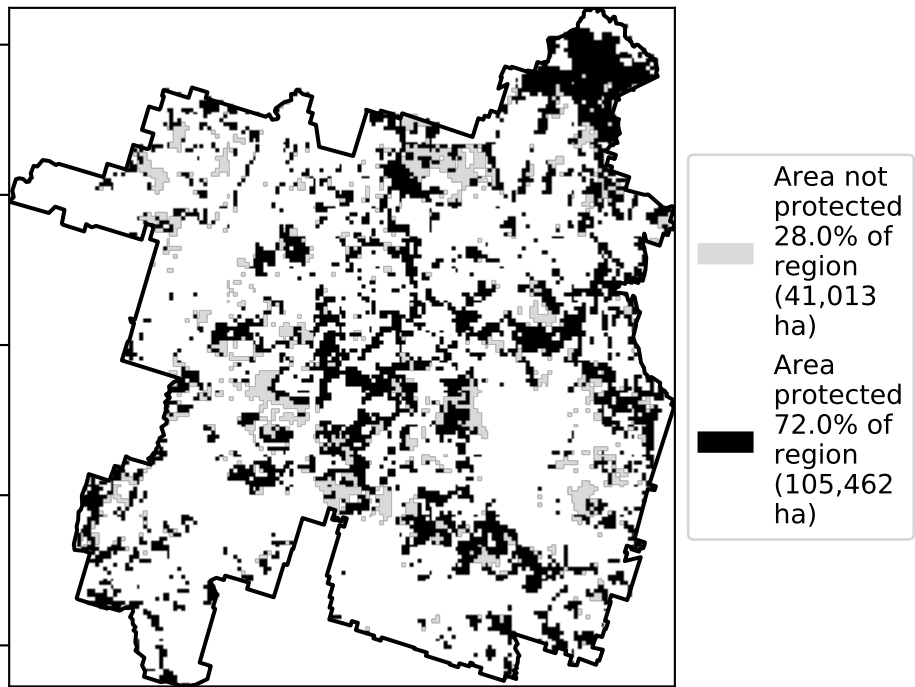 Area not
protected
28.0% of
region
(41,013
ha)
Area
protected
72.0% of
region
(105,462
ha)